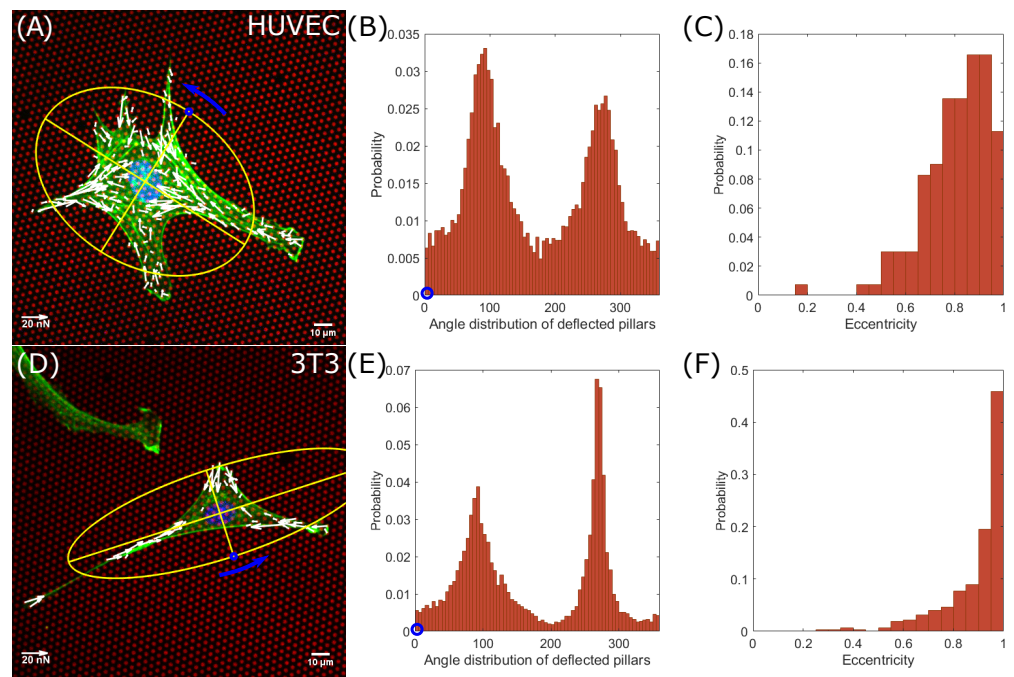 (A) HUVEC
20 nN
10 µm
(B)
0.035
0.03
0.025
0.02
0.015
0.01
0.005
0
Probability
0 100 200 300
Angle distribution of deflected pillars
(C)
0.18
0.16
0.14
0.12
0.1
0.08
0.06
0.04
0.02
Probability
0 0.2 0.4 0.6 0.8 1
Eccentricity
(D) 3T3
20 nN
10 µm
(E)
0.07
0.06
0.05
0.04
0.03
0.02
0.01
0
Probability
0 100 200 300
Angle distribution of deflected pillars
(F)
0.5
0.4
0.3
0.2
0.1
0
Probability
0 0.2 0.4 0.6 0.8 1
Eccentricity